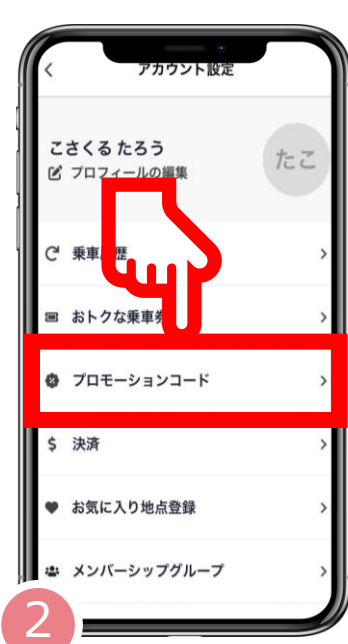 アカウント設定
こさくる たろう
たこ
プロフィールの編集
乗車履歴
おトクな乗車券
プロモーションコード
$ 決済
お気に入り地点登録
メンバーシップグループ
2